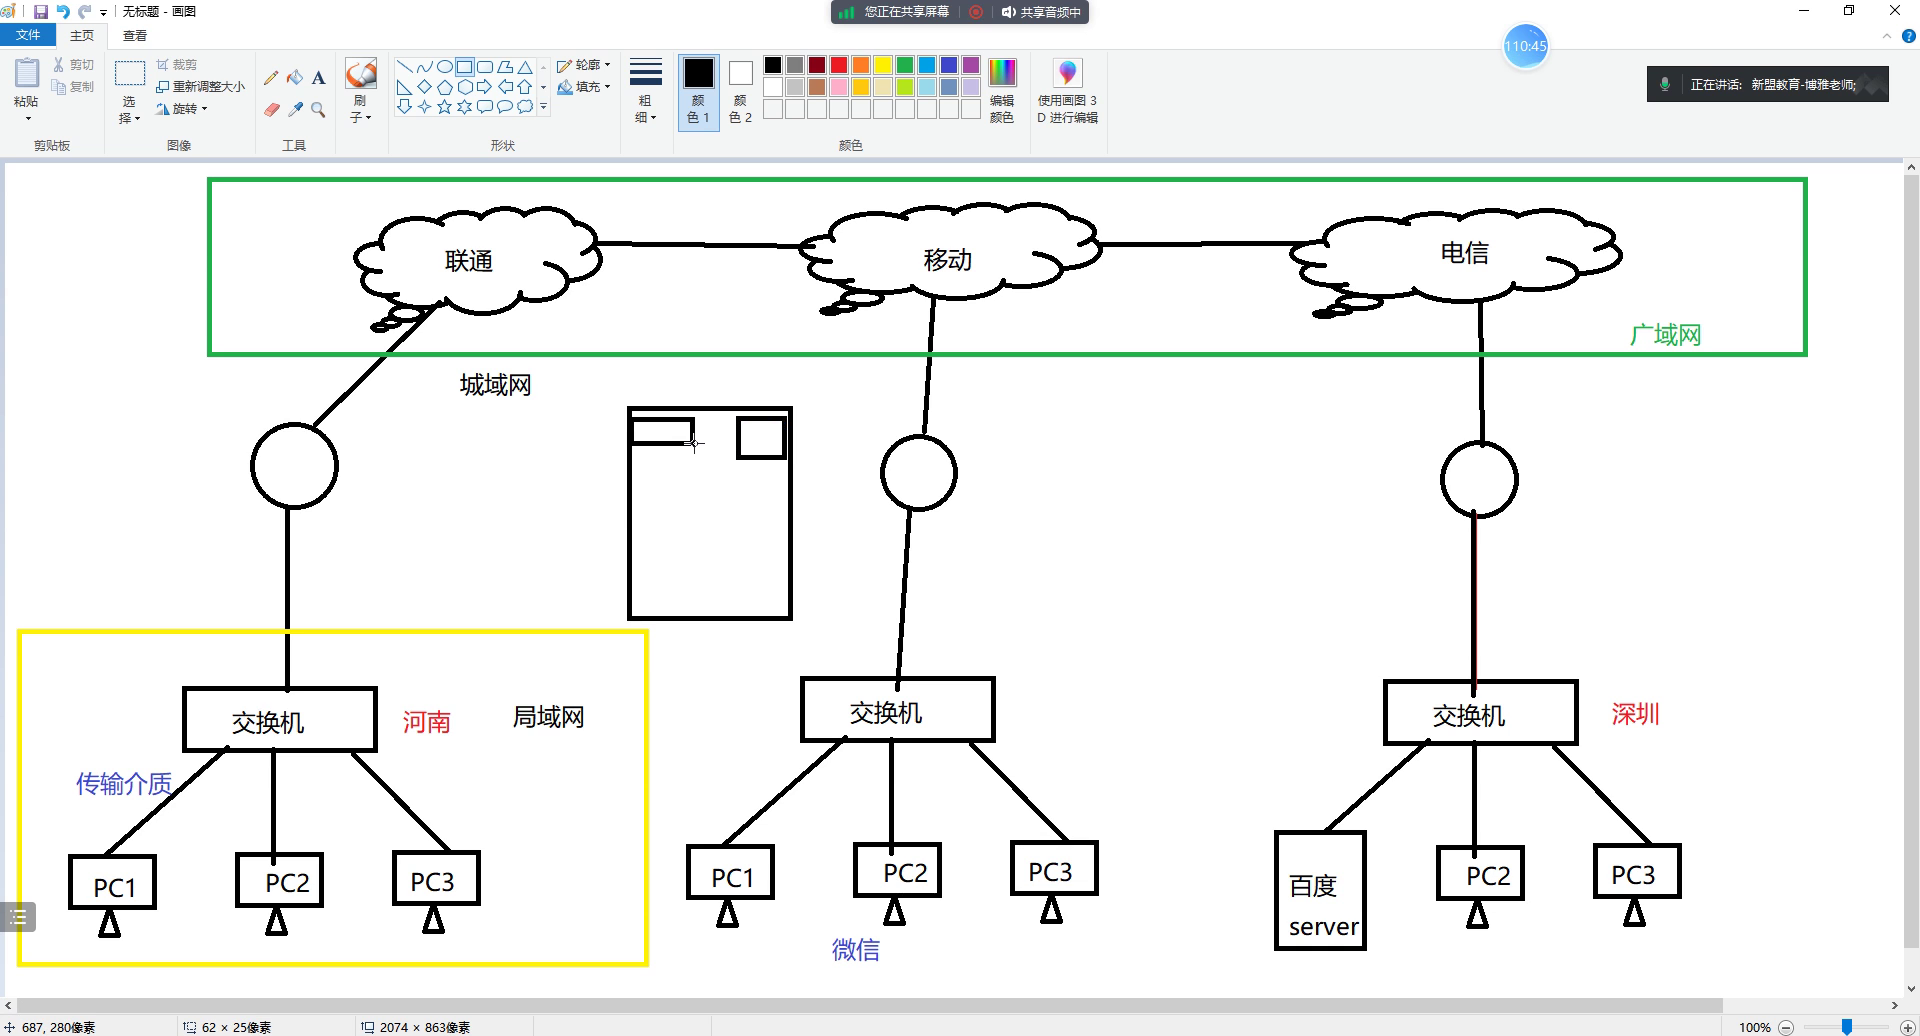 无标题 - 画图
您正在共享屏幕
共享音频中
文件
主页
查看
110:45
正在讲话: 新盟教育-博雅老师;
粘贴
剪切
复制
剪贴板
选择
裁剪
重新调整大小
旋转
图像
A
工具
刷子
轮廓
填充
形状
粗细
颜色 1
颜色 2
编辑颜色
颜色
使用画图 3D 进行编辑
联通
移动
电信
广域网
城域网
交换机
河南
局域网
交换机
交换机
深圳
传输介质
PC1
PC2
PC3
PC1
PC2
PC3
百度
server
PC2
PC3
微信
687, 280像素
62 × 25像素
2074 × 863像素
100%